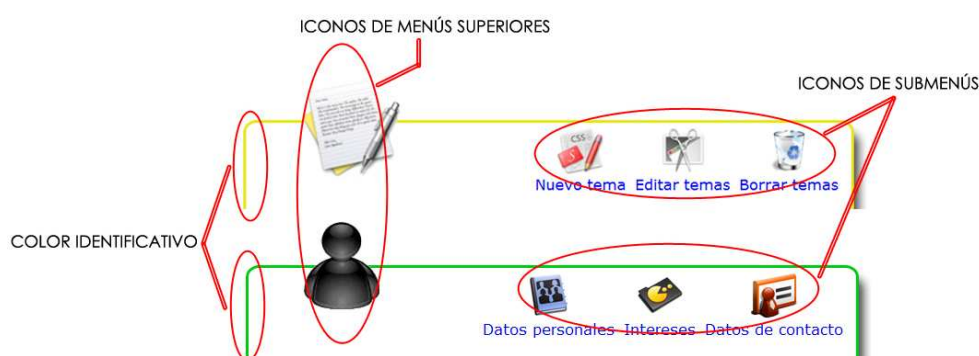 ICONOS DE MENÚS SUPERIORES
ICONOS DE SUBMENÚS
CSS
Nuevo tema Editar temas Borrar temas
COLOR IDENTIFICATIVO
Datos personales Intereses Datos de contacto